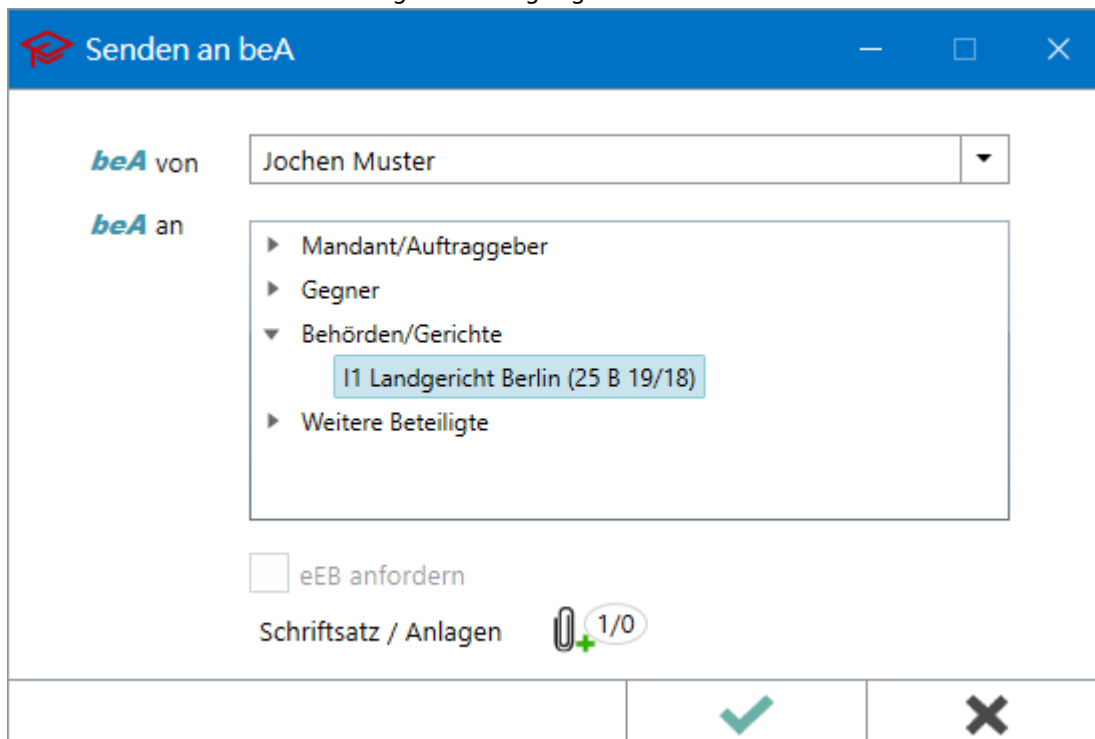 Senden an beA
beA von Jochen Muster
beA an
Mandant/Auftraggeber
Gegner
Behörden/Gerichte
I1 Landgericht Berlin (25 B 19/18)
Weitere Beteiligte
eEB anfordern
Schriftsatz / Anlagen 1/0